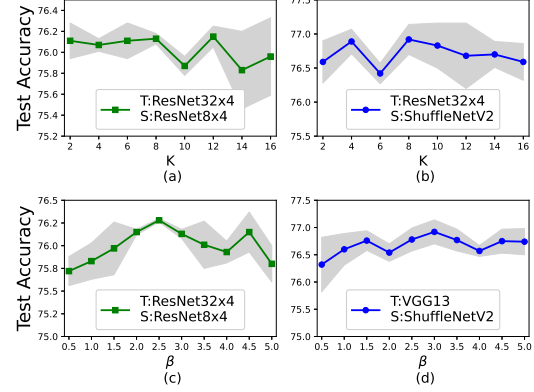 Test Accuracy
76.4
76.2
76.0
75.8
75.6
75.4
75.2
T:ResNet32x4
S:ResNet8x4
2 4 6 8 10 12 14 16
K
(a)
77.5
77.0
76.5
76.0
75.5
T:ResNet32x4
S:ShuffleNetV2
2 4 6 8 10 12 14 16
K
(b)
Test Accuracy
76.5
76.2
76.0
75.8
75.5
75.2
75.0
T:ResNet32x4
S:ResNet8x4
0.5 1.0 1.5 2.0 2.5 3.0 3.5 4.0 4.5 5.0
β
(c)
77.5
77.0
76.5
76.0
75.5
75.0
T:VGG13
S:ShuffleNetV2
0.5 1.0 1.5 2.0 2.5 3.0 3.5 4.0 4.5 5.0
β
(d)